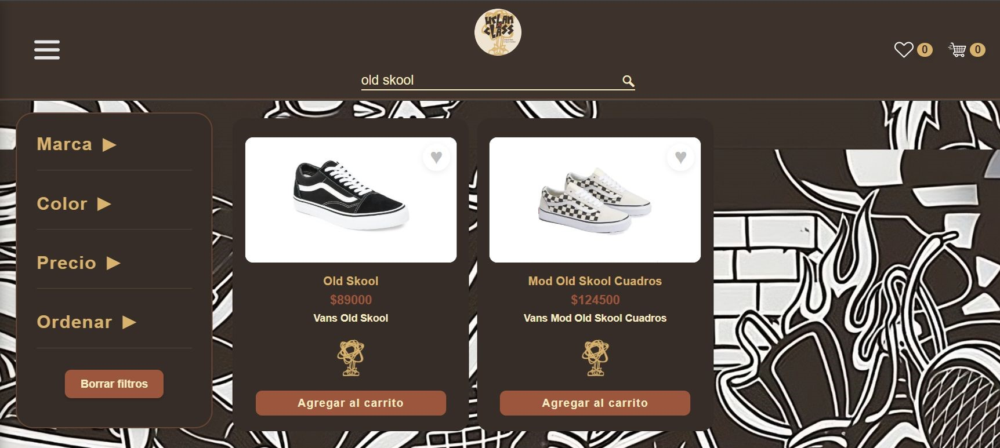 URBAN
CLASS
0
0
old skool
Marca ▶
Color ▶
Precio ▶
Ordenar ▶
Borrar filtros
Old Skool
$89000
Vans Old Skool
Agregar al carrito
Mod Old Skool Cuadros
$124500
Vans Mod Old Skool Cuadros
Agregar al carrito